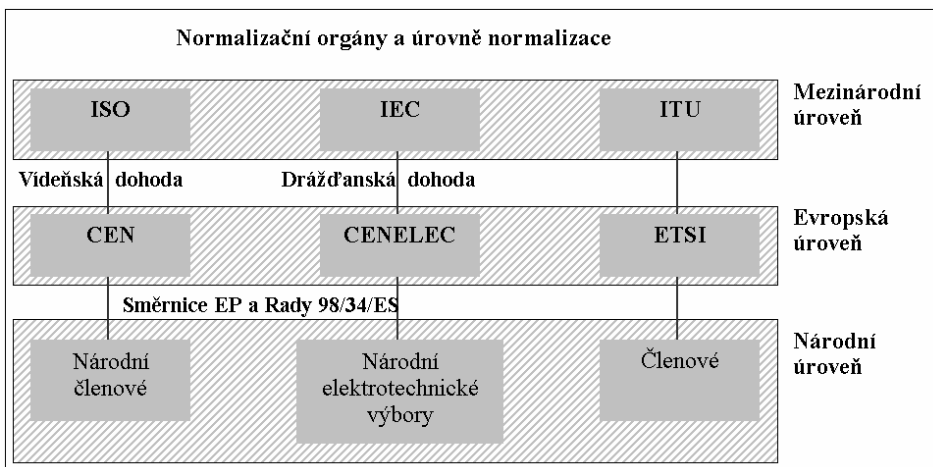 Normalizační orgány a úrovně normalizace
ISO IEC ITU
Mezinárodní
úroveň
Vídeňská dohoda Drážďanská dohoda
CEN CENELEC ETSI
Evropská
úroveň
Směrnice EP a Rady 98/34/ES
Národní
členové
Národní
elektrotechnické
výbory
Členové
Národní
úroveň